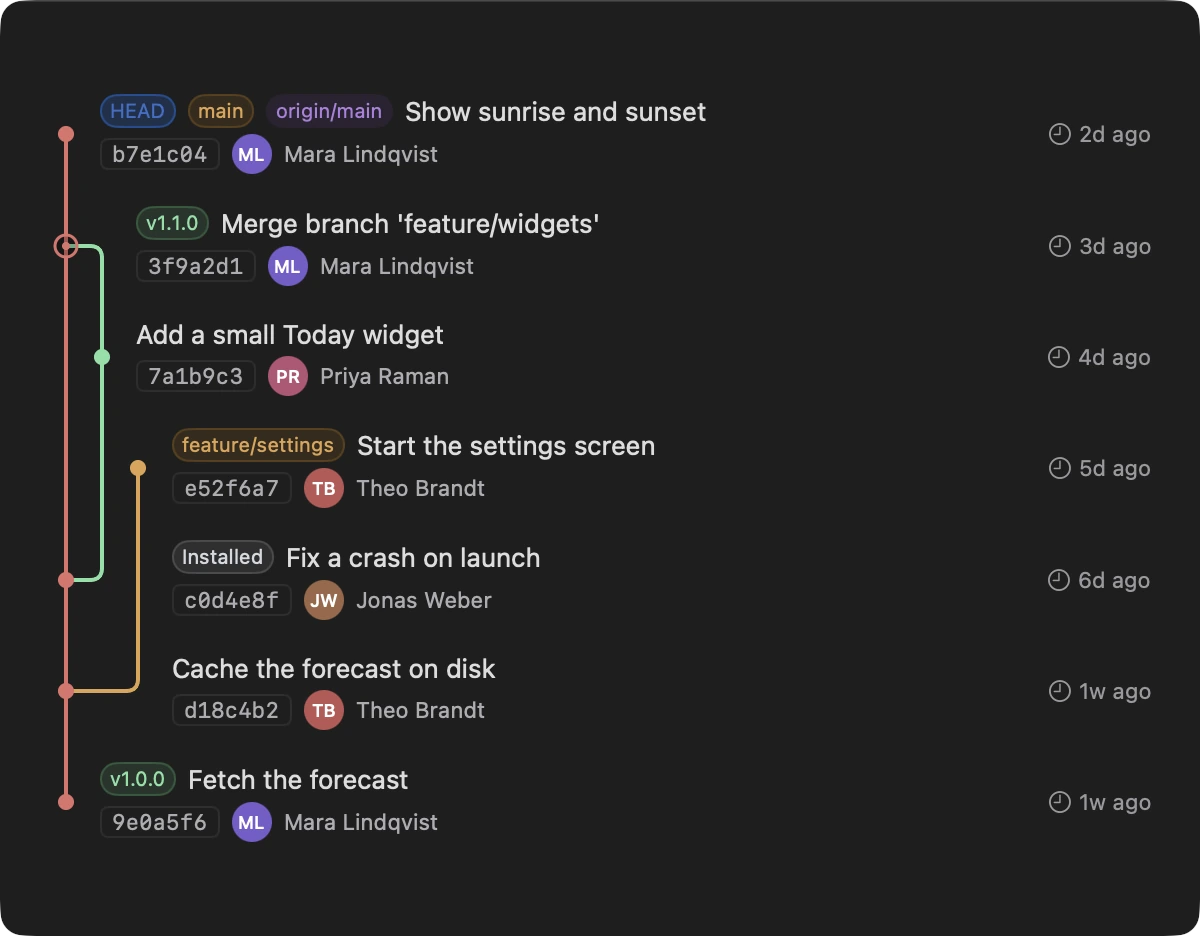 HEAD main origin/main Show sunrise and sunset
b7e1c04 ML Mara Lindqvist 2d ago
v1.1.0 Merge branch 'feature/widgets'
3f9a2d1 ML Mara Lindqvist 3d ago
Add a small Today widget
7a1b9c3 PR Priya Raman 4d ago
feature/settings Start the settings screen
e52f6a7 TB Theo Brandt 5d ago
Installed Fix a crash on launch
c0d4e8f JW Jonas Weber 6d ago
Cache the forecast on disk
d18c4b2 TB Theo Brandt 1w ago
v1.0.0 Fetch the forecast
9e0a5f6 ML Mara Lindqvist 1w ago